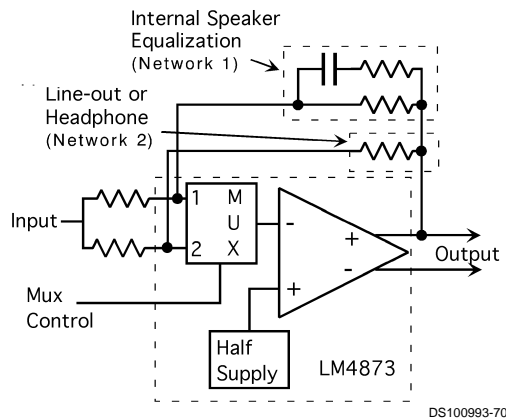 Internal Speaker
Equalization
(Network 1)
Line-out or
Headphone
(Network 2)
1 M
U
2 X
Input
-
+
-
+
Output
Mux
Control
Half
Supply
LM4873
DS100993-70